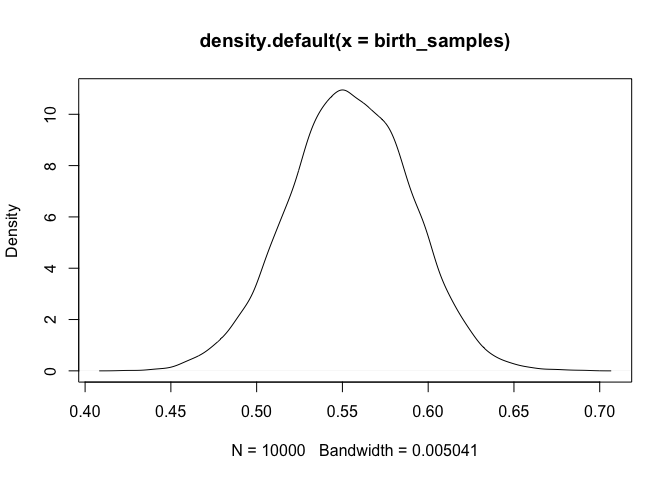 density.default(x = birth_samples)
Density
0 2 4 6 8 10
0.40 0.45 0.50 0.55 0.60 0.65 0.70
N = 10000 Bandwidth = 0.005041